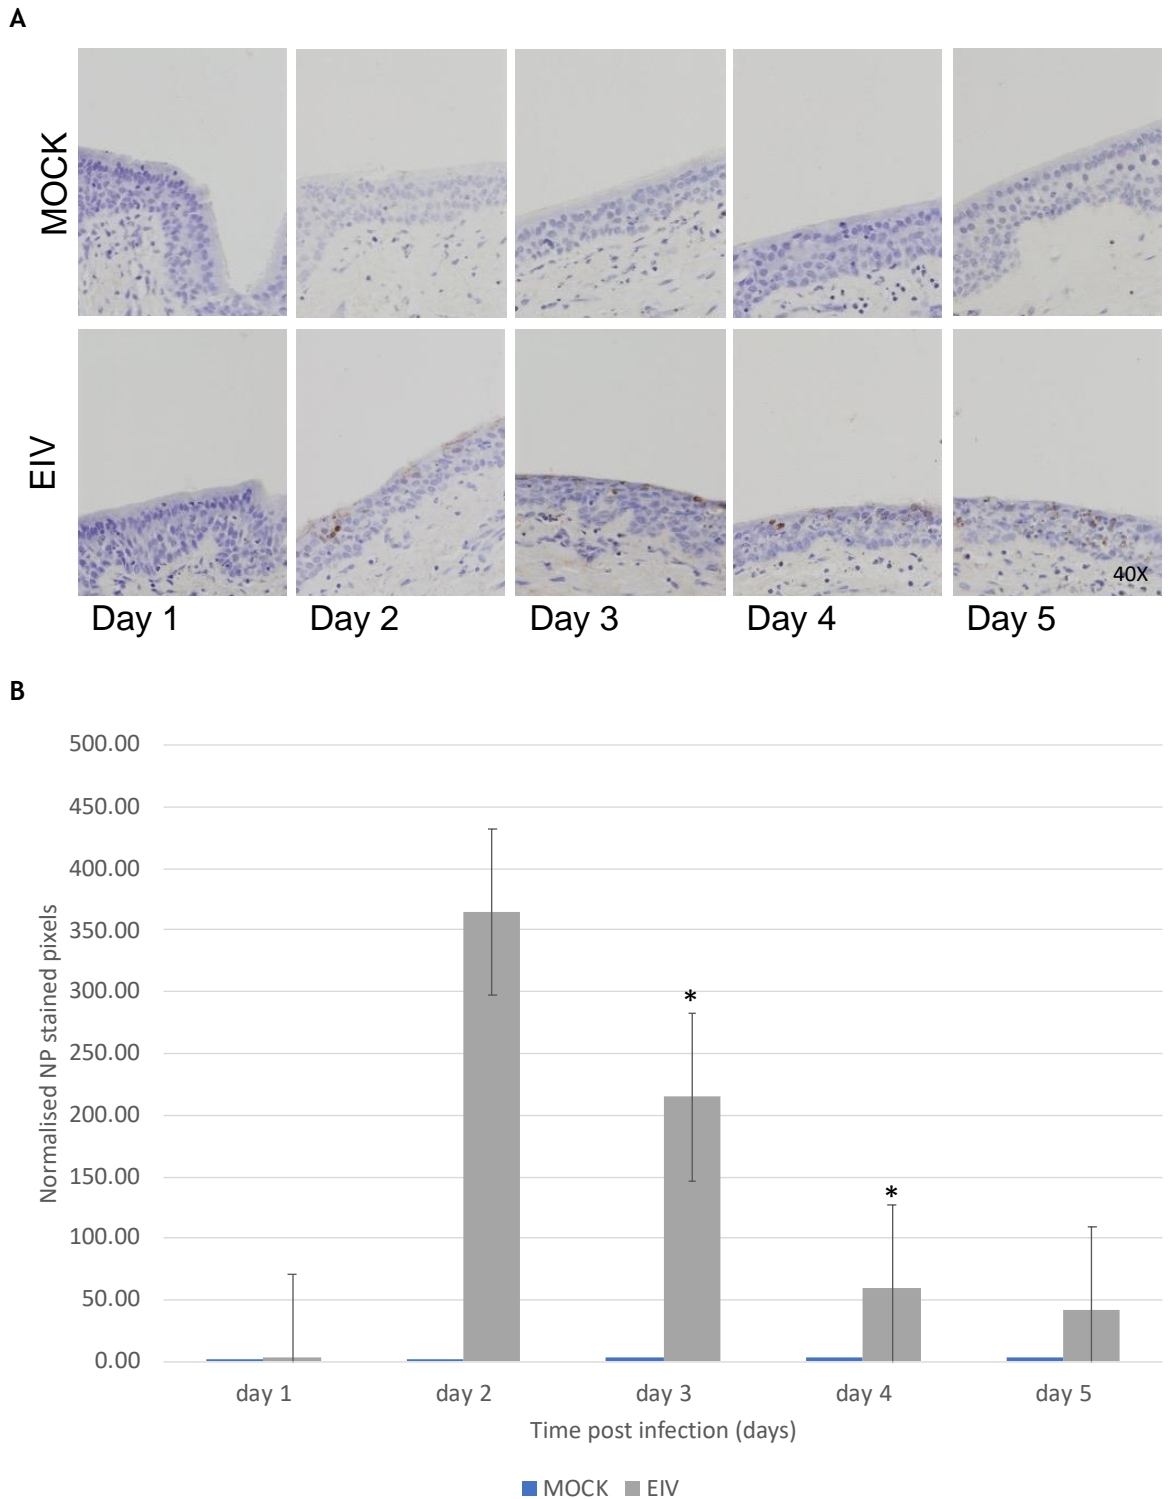 A
MOCK
EIV
40X
Day 1 Day 2 Day 3 Day 4 Day 5
B
500.00
450.00
400.00
350.00
300.00
250.00
200.00
150.00
100.00
50.00
0.00
Normalised NP stained pixels
*
*
day 1 day 2 day 3 day 4 day 5
Time post infection (days)
MOCK EIV